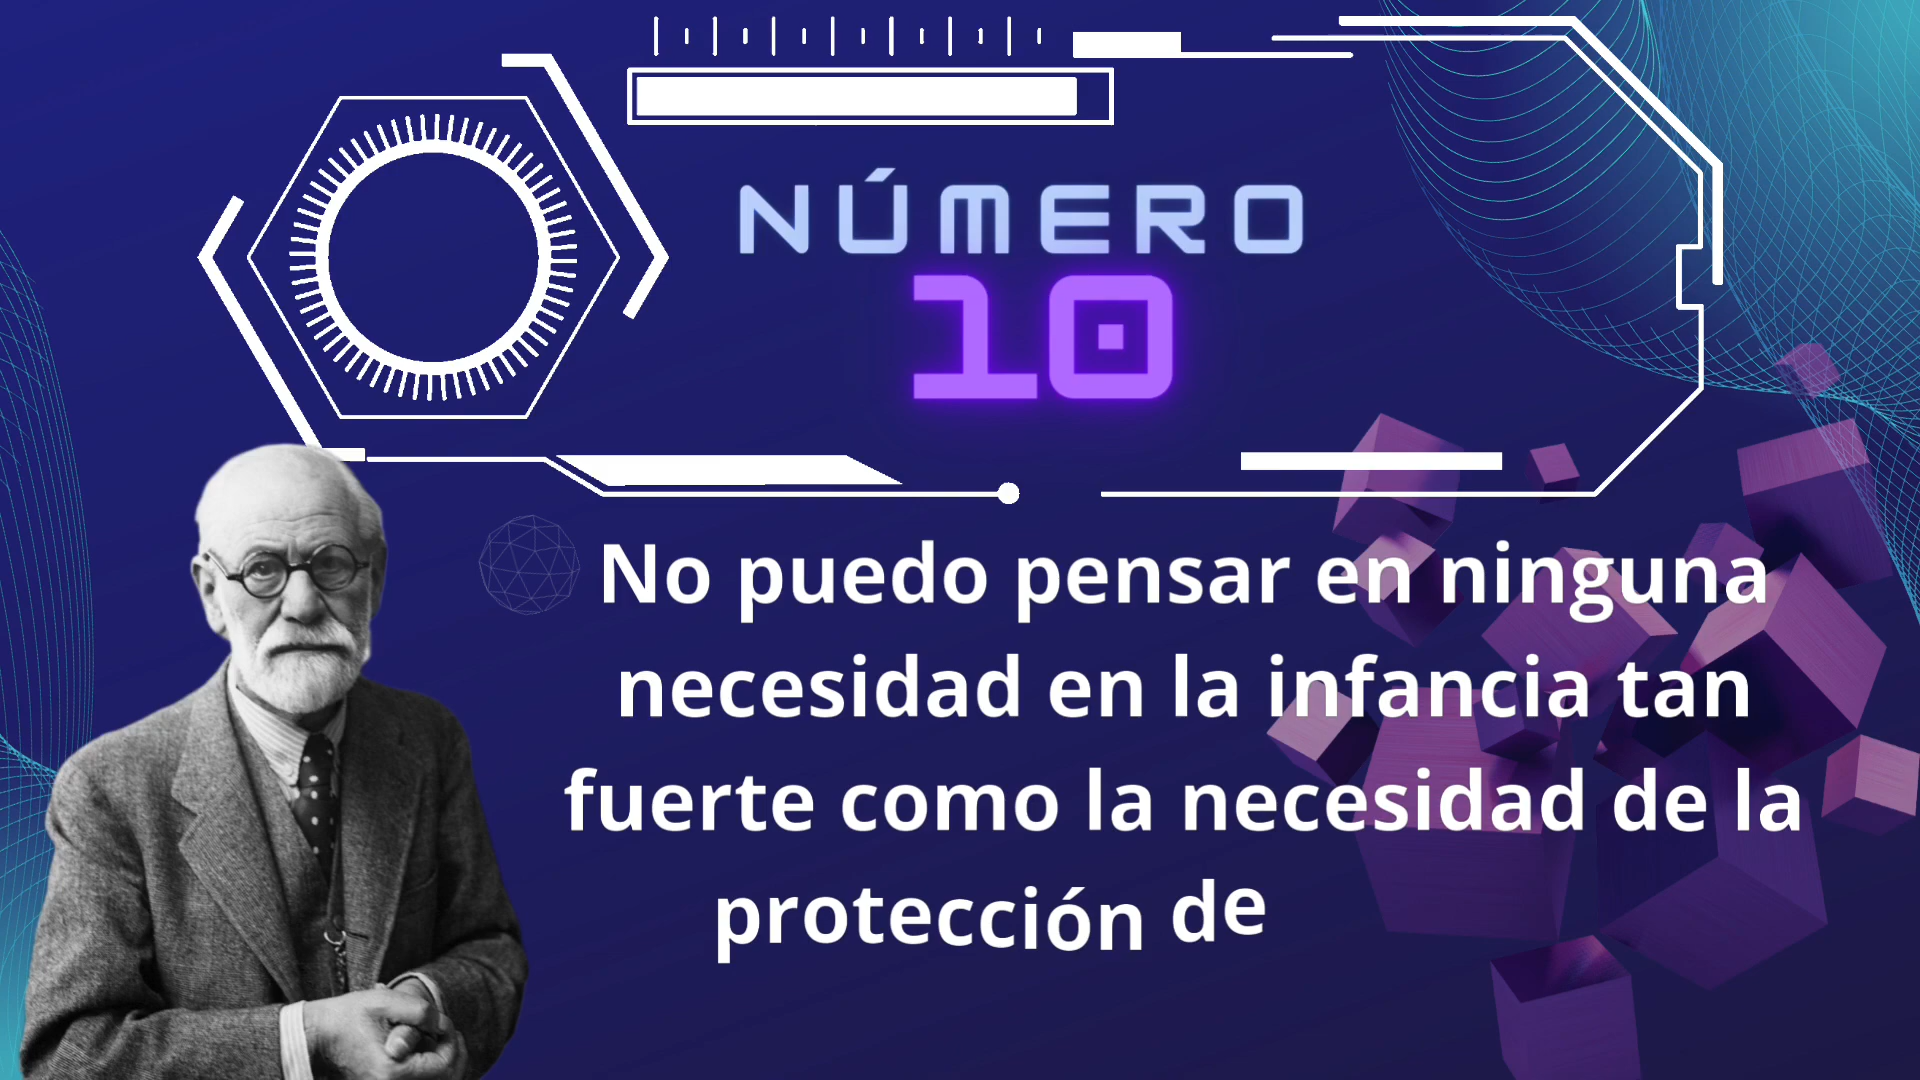 NÚMERO
10
No puedo pensar en ninguna
necesidad en la infancia tan
fuerte como la necesidad de la
protección de